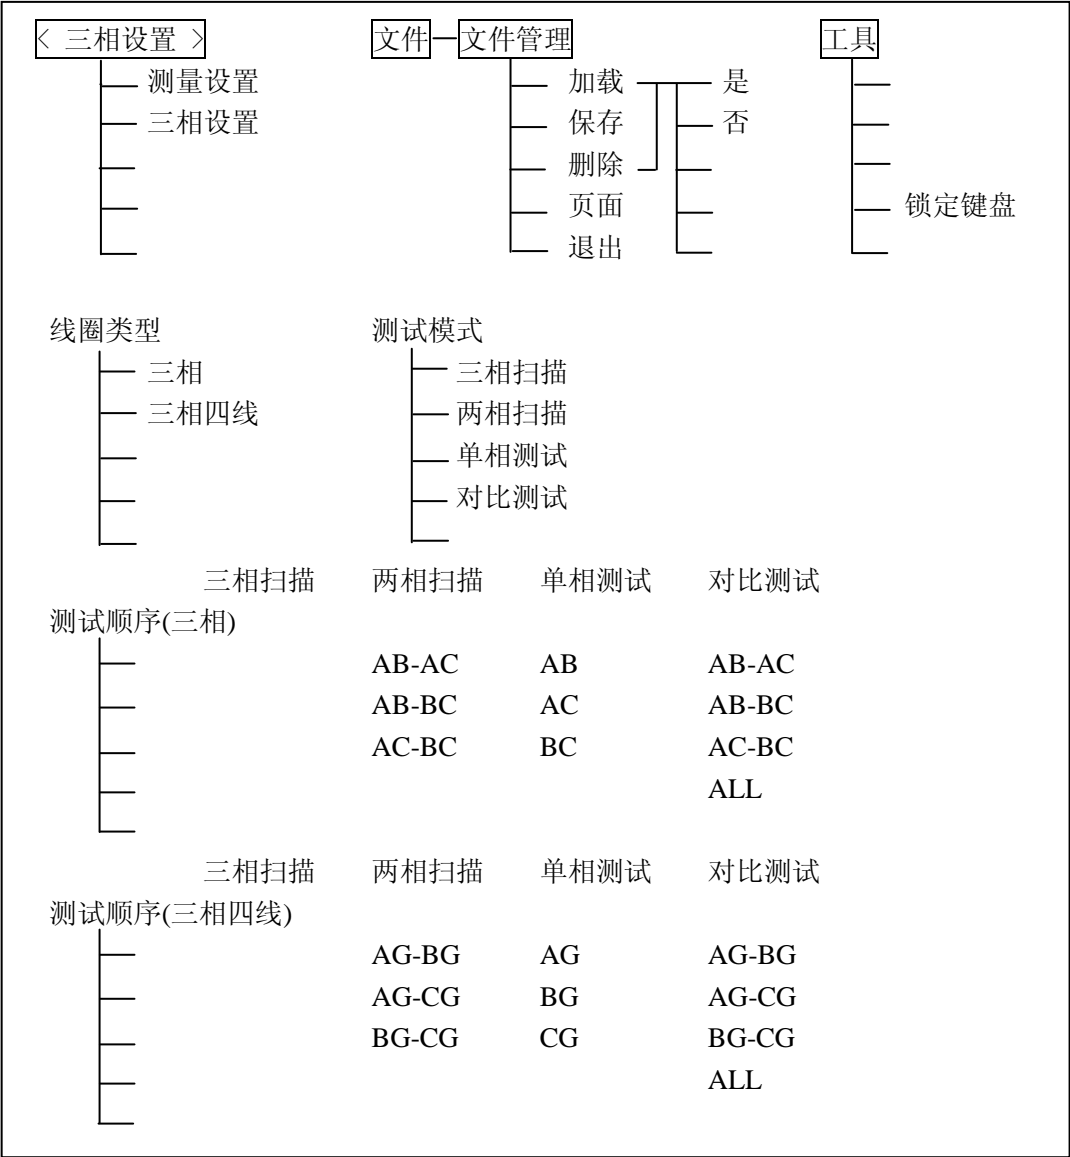 < 三相设置 > 文件 文件管理 工具
测量设置 加载 是
三相设置 保存 否
删除
页面 锁定键盘
退出
线圈类型 测试模式
三相 三相扫描
三相四线 两相扫描
单相测试
对比测试
三相扫描 两相扫描 单相测试 对比测试
测试顺序(三相)
AB-AC AB AB-AC
AB-BC AC AB-BC
AC-BC BC AC-BC
ALL
三相扫描 两相扫描 单相测试 对比测试
测试顺序(三相四线)
AG-BG AG AG-BG
AG-CG BG AG-CG
BG-CG CG BG-CG
ALL